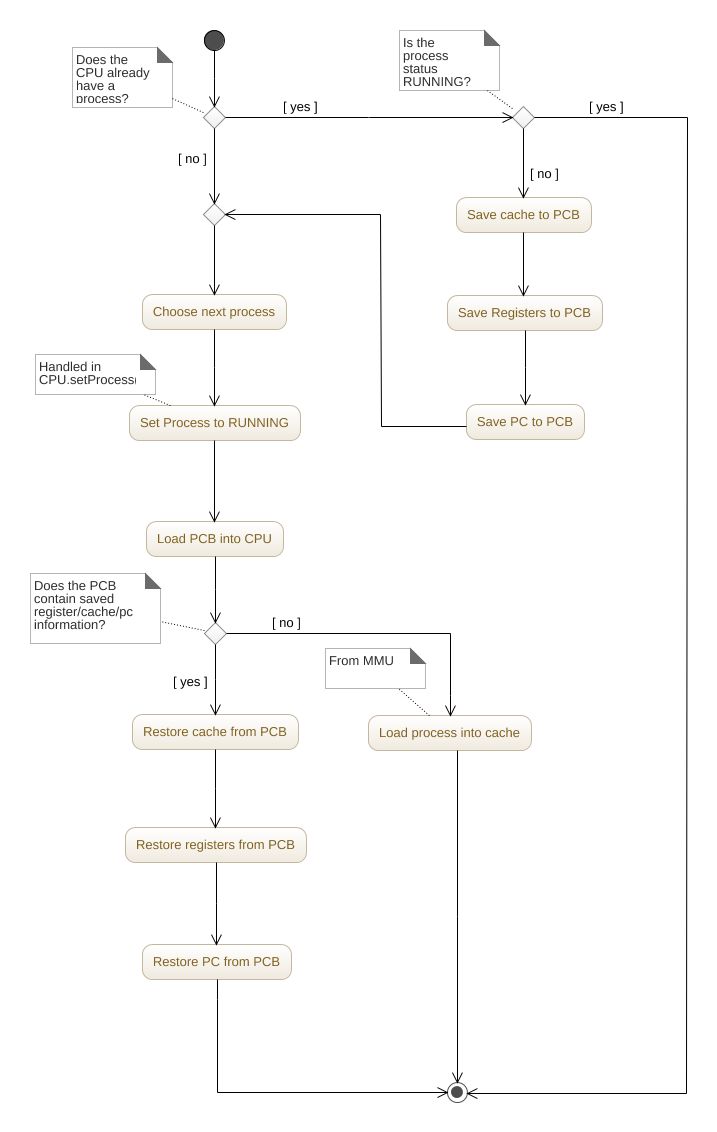 Does the
CPU already
have a
process?
Is the
process
status
RUNNING?
[ yes ]
[ yes ]
[ no ]
[ no ]
Save cache to PCB
Choose next process
Save Registers to PCB
Handled in
CPU.setProcess(
Set Process to RUNNING
Save PC to PCB
Load PCB into CPU
Does the PCB
contain saved
register/cache/pc
information?
[ no ]
From MMU
[ yes ]
Restore cache from PCB
Load process into cache
Restore registers from PCB
Restore PC from PCB